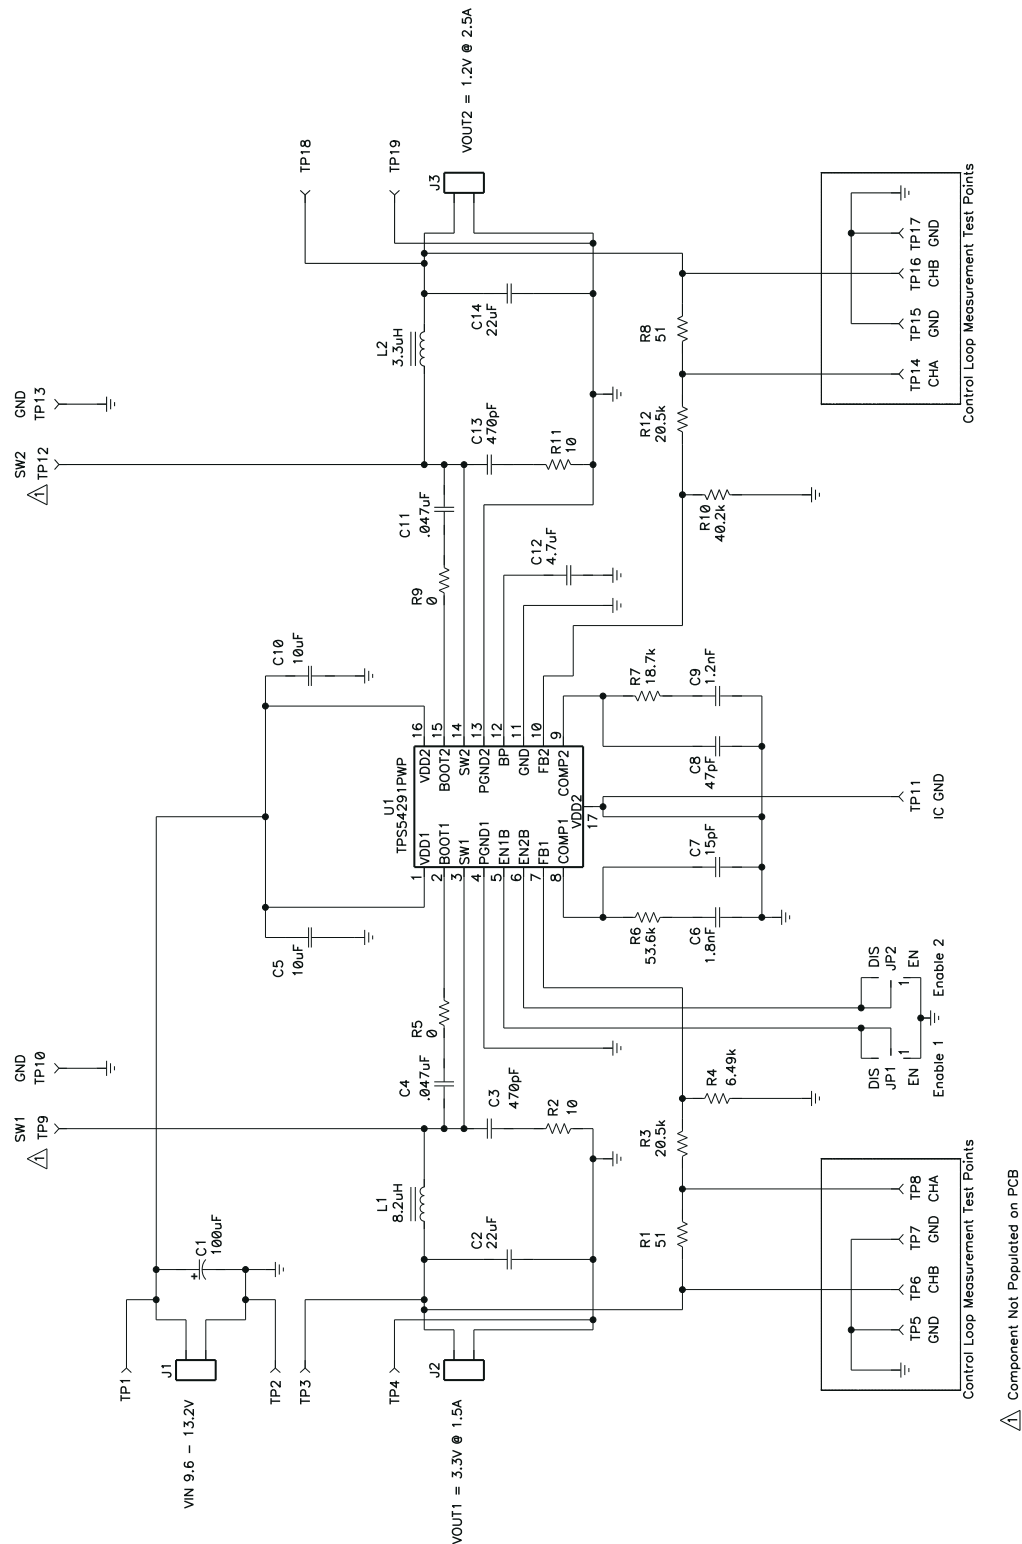 SW1
TP9
1
GND
TP10
SW2
TP12
1
GND
TP13
TP1
J1
VIN 9.6 - 13.2V
TP2
+
C1
100uF
TP3
TP4
J2
VOUT1 = 3.3V @ 1.5A
L1
8.2uH
C2
22uF
C3
470pF
R2
10
C4
.047uF
R5
0
C5
10uF
C10
10uF
U1
TPS54291PWP
1
VDD1
2
BOOT1
3
SW1
4
PGND1
5
EN1B
6
EN2B
7
FB1
8
COMP1
VDD2
16
BOOT2
15
SW2
14
PGND2
13
BP
12
GND
11
FB2
10
COMP2
9
VDD2
17
R9
0
C11
.047uF
C12
4.7uF
C13
470pF
R11
10
L2
3.3uH
C14
22uF
TP18
TP19
J3
VOUT2 = 1.2V @ 2.5A
R1
51
R3
20.5k
R4
6.49k
R6
53.6k
C6
1.8nF
C7
15pF
C8
47pF
R7
18.7k
C9
1.2nF
R10
40.2k
R12
20.5k
R8
51
TP5
GND
TP6
CHB
TP7
GND
TP8
CHA
Control Loop Measurement Test Points
DIS
JP1
1
EN
Enable 1
DIS
JP2
1
EN
Enable 2
TP11
IC GND
TP14
CHA
TP15
GND
TP16
CHB
TP17
GND
Control Loop Measurement Test Points
1
Component Not Populated on PCB